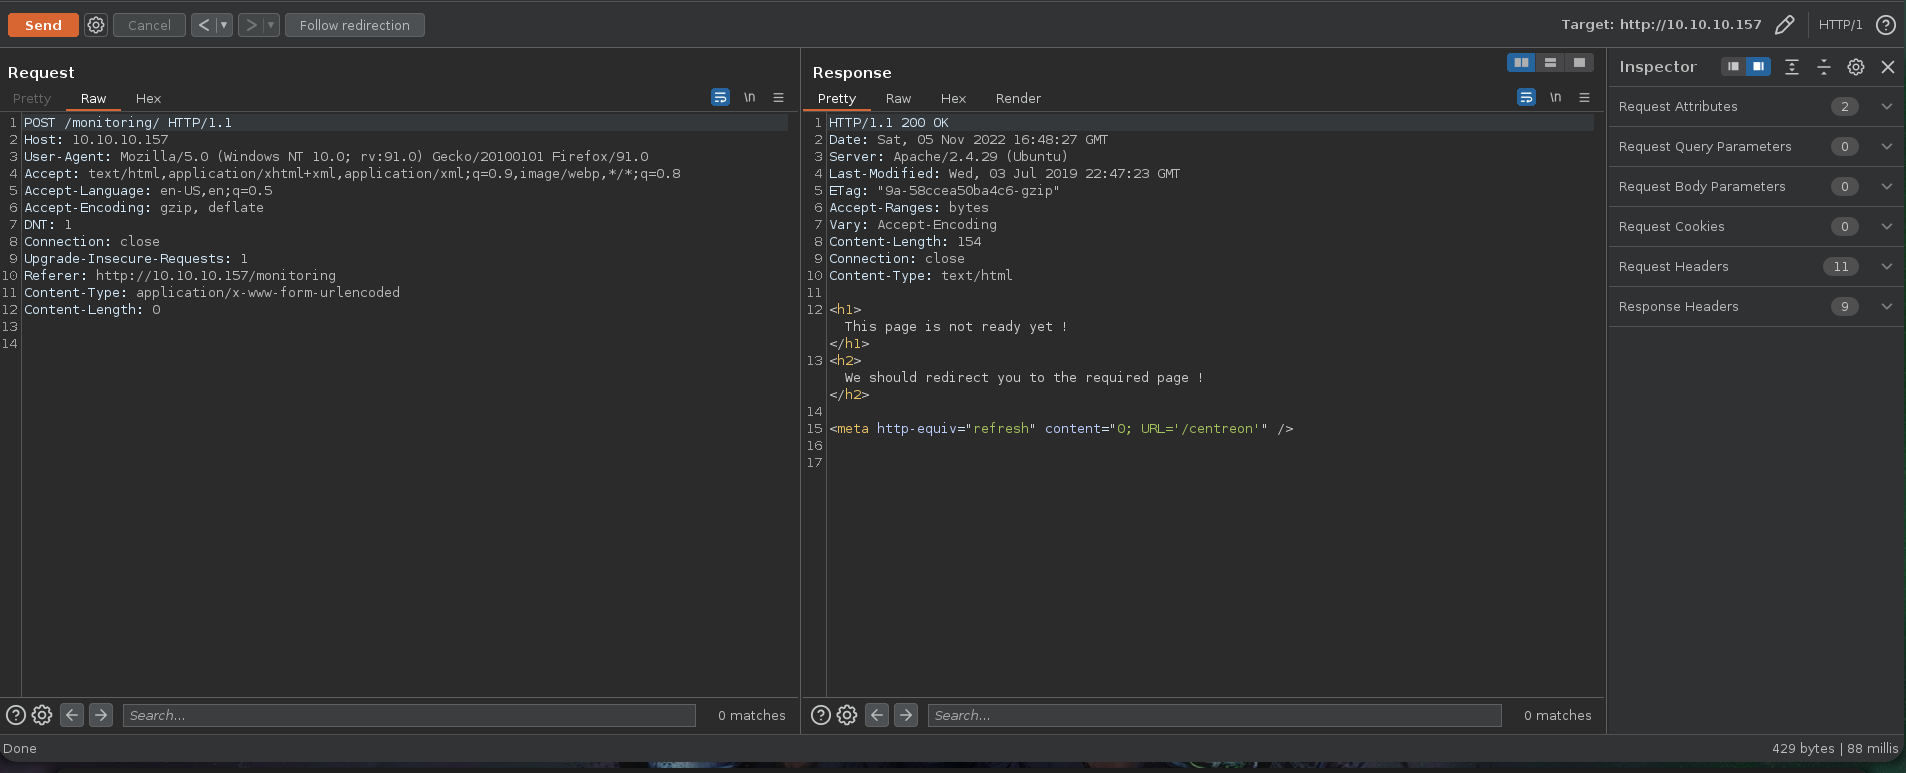 Send Cancel < ▾ > ▾ Follow redirection Target: http://10.10.10.157 HTTP/1 ?
Request
Pretty Raw Hex \n
1 POST /monitoring/ HTTP/1.1
2 Host: 10.10.10.157
3 User-Agent: Mozilla/5.0 (Windows NT 10.0; rv:91.0) Gecko/20100101 Firefox/91.0
4 Accept: text/html,application/xhtml+xml,application/xml;q=0.9,image/webp,*/*;q=0.8
5 Accept-Language: en-US,en;q=0.5
6 Accept-Encoding: gzip, deflate
7 DNT: 1
8 Connection: close
9 Upgrade-Insecure-Requests: 1
10 Referer: http://10.10.10.157/monitoring
11 Content-Type: application/x-www-form-urlencoded
12 Content-Length: 0
13
14
? Search... 0 matches
Response
Pretty Raw Hex Render \n
1 HTTP/1.1 200 OK
2 Date: Sat, 05 Nov 2022 16:48:27 GMT
3 Server: Apache/2.4.29 (Ubuntu)
4 Last-Modified: Wed, 03 Jul 2019 22:47:23 GMT
5 ETag: "9a-58ccea50ba4c6-gzip"
6 Accept-Ranges: bytes
7 Vary: Accept-Encoding
8 Content-Length: 154
9 Connection: close
10 Content-Type: text/html
11
12 <h1>
This page is not ready yet !
</h1>
13 <h2>
We should redirect you to the required page !
</h2>
14
15 <meta http-equiv="refresh" content="0; URL='/centreon'" />
16
17
? Search... 0 matches
Inspector
Request Attributes 2
Request Query Parameters 0
Request Body Parameters 0
Request Cookies 0
Request Headers 11
Response Headers 9
Done 429 bytes | 88 millis